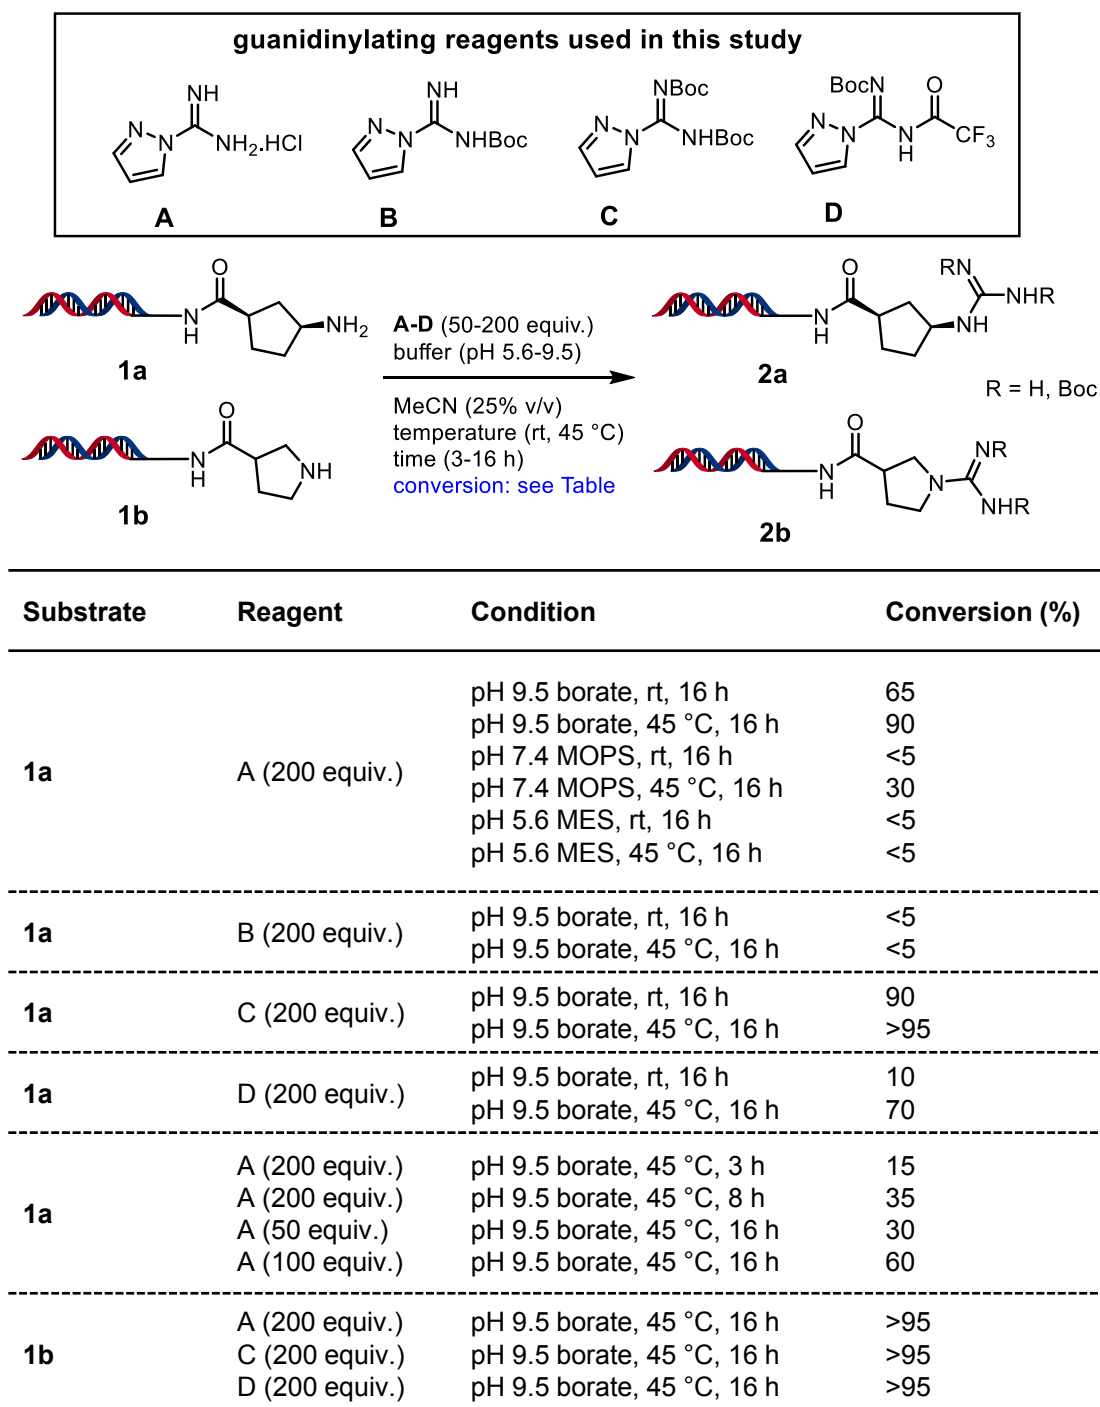 guanidinylating reagents used in this study
NH
N
N
NH2.HCl
A
NH
N
N
NHBoc
B
NBoc
N
N
NHBoc
C
BocN
O
N
N
N
H
CF3
D
O
N
H
NH2
1a
O
N
H
NH
1b
A-D (50-200 equiv.)
buffer (pH 5.6-9.5)
MeCN (25% v/v)
temperature (rt, 45 °C)
time (3-16 h)
conversion: see Table
O
N
H
RN
NHR
N
H
2a
R = H, Boc
O
N
H
N
NR
NHR
2b
Substrate Reagent Condition Conversion (%)
1a A (200 equiv.)
pH 9.5 borate, rt, 16 h 65
pH 9.5 borate, 45 °C, 16 h 90
pH 7.4 MOPS, rt, 16 h <5
pH 7.4 MOPS, 45 °C, 16 h 30
pH 5.6 MES, rt, 16 h <5
pH 5.6 MES, 45 °C, 16 h <5
1a B (200 equiv.)
pH 9.5 borate, rt, 16 h <5
pH 9.5 borate, 45 °C, 16 h <5
1a C (200 equiv.)
pH 9.5 borate, rt, 16 h 90
pH 9.5 borate, 45 °C, 16 h >95
1a D (200 equiv.)
pH 9.5 borate, rt, 16 h 10
pH 9.5 borate, 45 °C, 16 h 70
1a
A (200 equiv.) pH 9.5 borate, 45 °C, 3 h 15
A (200 equiv.) pH 9.5 borate, 45 °C, 8 h 35
A (50 equiv.) pH 9.5 borate, 45 °C, 16 h 30
A (100 equiv.) pH 9.5 borate, 45 °C, 16 h 60
1b
A (200 equiv.) pH 9.5 borate, 45 °C, 16 h >95
C (200 equiv.) pH 9.5 borate, 45 °C, 16 h >95
D (200 equiv.) pH 9.5 borate, 45 °C, 16 h >95